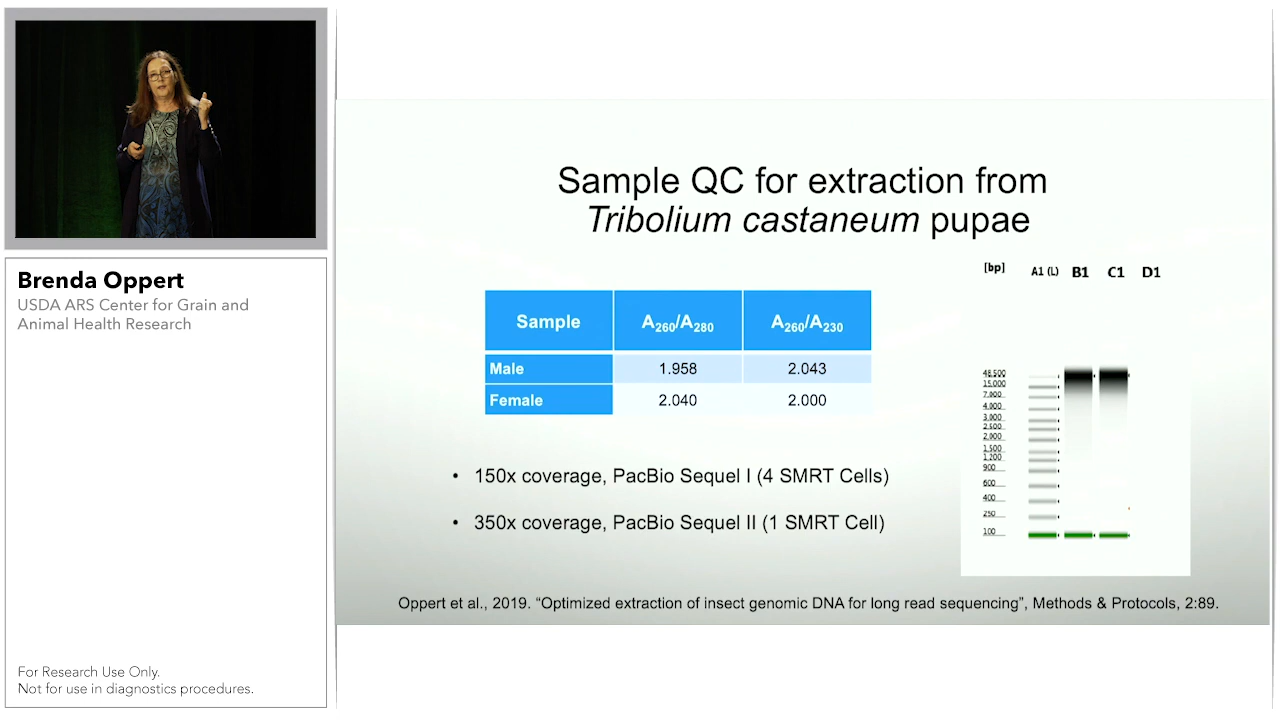 Brenda Oppert
USDA ARS Center for Grain and
Animal Health Research
For Research Use Only.
Not for use in diagnostics procedures.
Sample QC for extraction from
Tribolium castaneum pupae
Sample A260/A280 A260/A230
Male 1.958 2.043
Female 2.040 2.000
• 150x coverage, PacBio Sequel I (4 SMRT Cells)
• 350x coverage, PacBio Sequel II (1 SMRT Cell)
[bp] A1 (L) B1 C1 D1
48,500
15,000
7,000
4,000
3,000
2,500
2,000
1,500
1,200
900
600
400
250
100
Oppert et al., 2019. “Optimized extraction of insect genomic DNA for long read sequencing”, Methods & Protocols, 2:89.